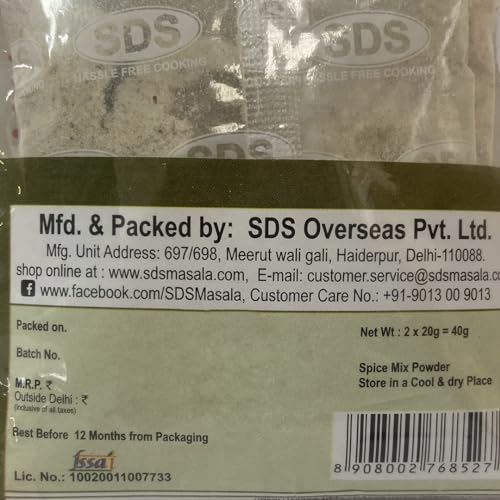 SDS
SDS
HASSLE FREE COOKING
HASSLE FREE COOKING
SDS
SDS
Mfd. & Packed by: SDS Overseas Pvt. Ltd.
Mfg. Unit Address: 697/698, Meerut wali gali, Haiderpur, Delhi-110088.
shop online at : www.sdsmasala.com, E-mail: customer.service@sdsmasala.co
www.facebook.com/SDSMasala, Customer Care No.: +91-9013 00 9013
Packed on.
Net Wt : 2 x 20g = 40g
Batch No.
Spice Mix Powder
M.R.P. ₹
Store in a Cool & dry Place
Outside Delhi : ₹
(inclusive of all taxes)
Best Before 12 Months from Packaging
fssai
Lic. No.: 10020011007733
8 908002 768527